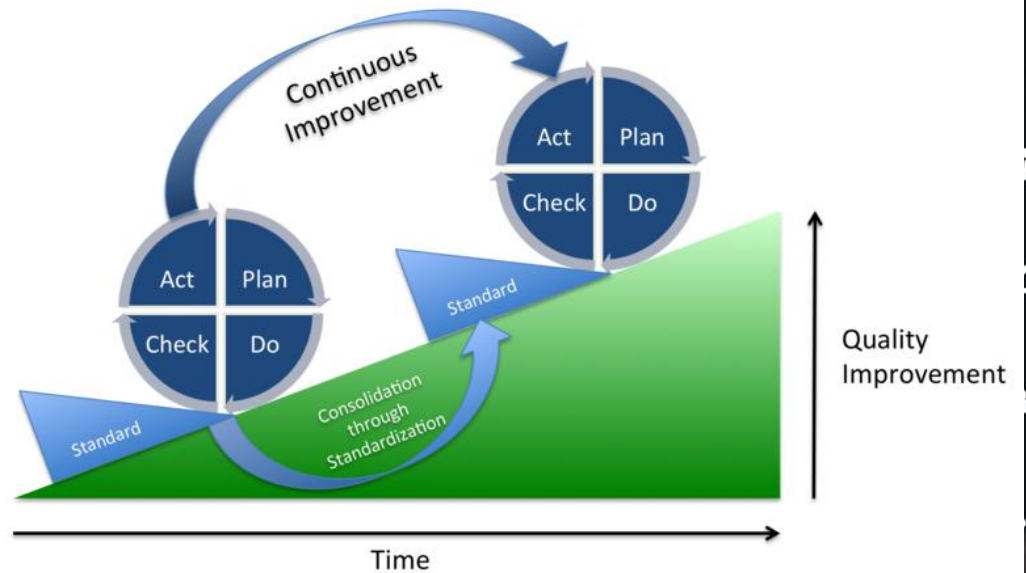 Continuous
Improvement
Act Plan
Check Do
Standard
Act Plan
Check Do
Standard
Consolidation
through
Standardization
Quality
Improvement
Time